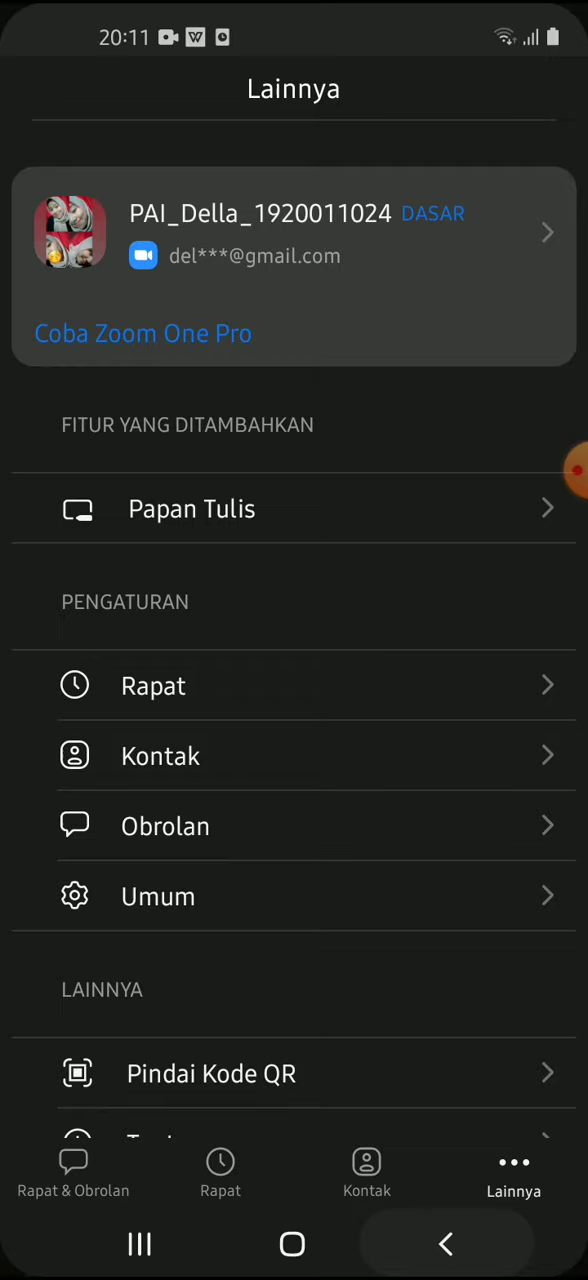 20:11
Lainnya
PAI_Della_1920011024 DASAR
del***@gmail.com
Coba Zoom One Pro
FITUR YANG DITAMBAHKAN
Papan Tulis
PENGATURAN
Rapat
Kontak
Obrolan
Umum
LAINNYA
Pindai Kode QR
Rapat & Obrolan
Rapat
Kontak
Lainnya